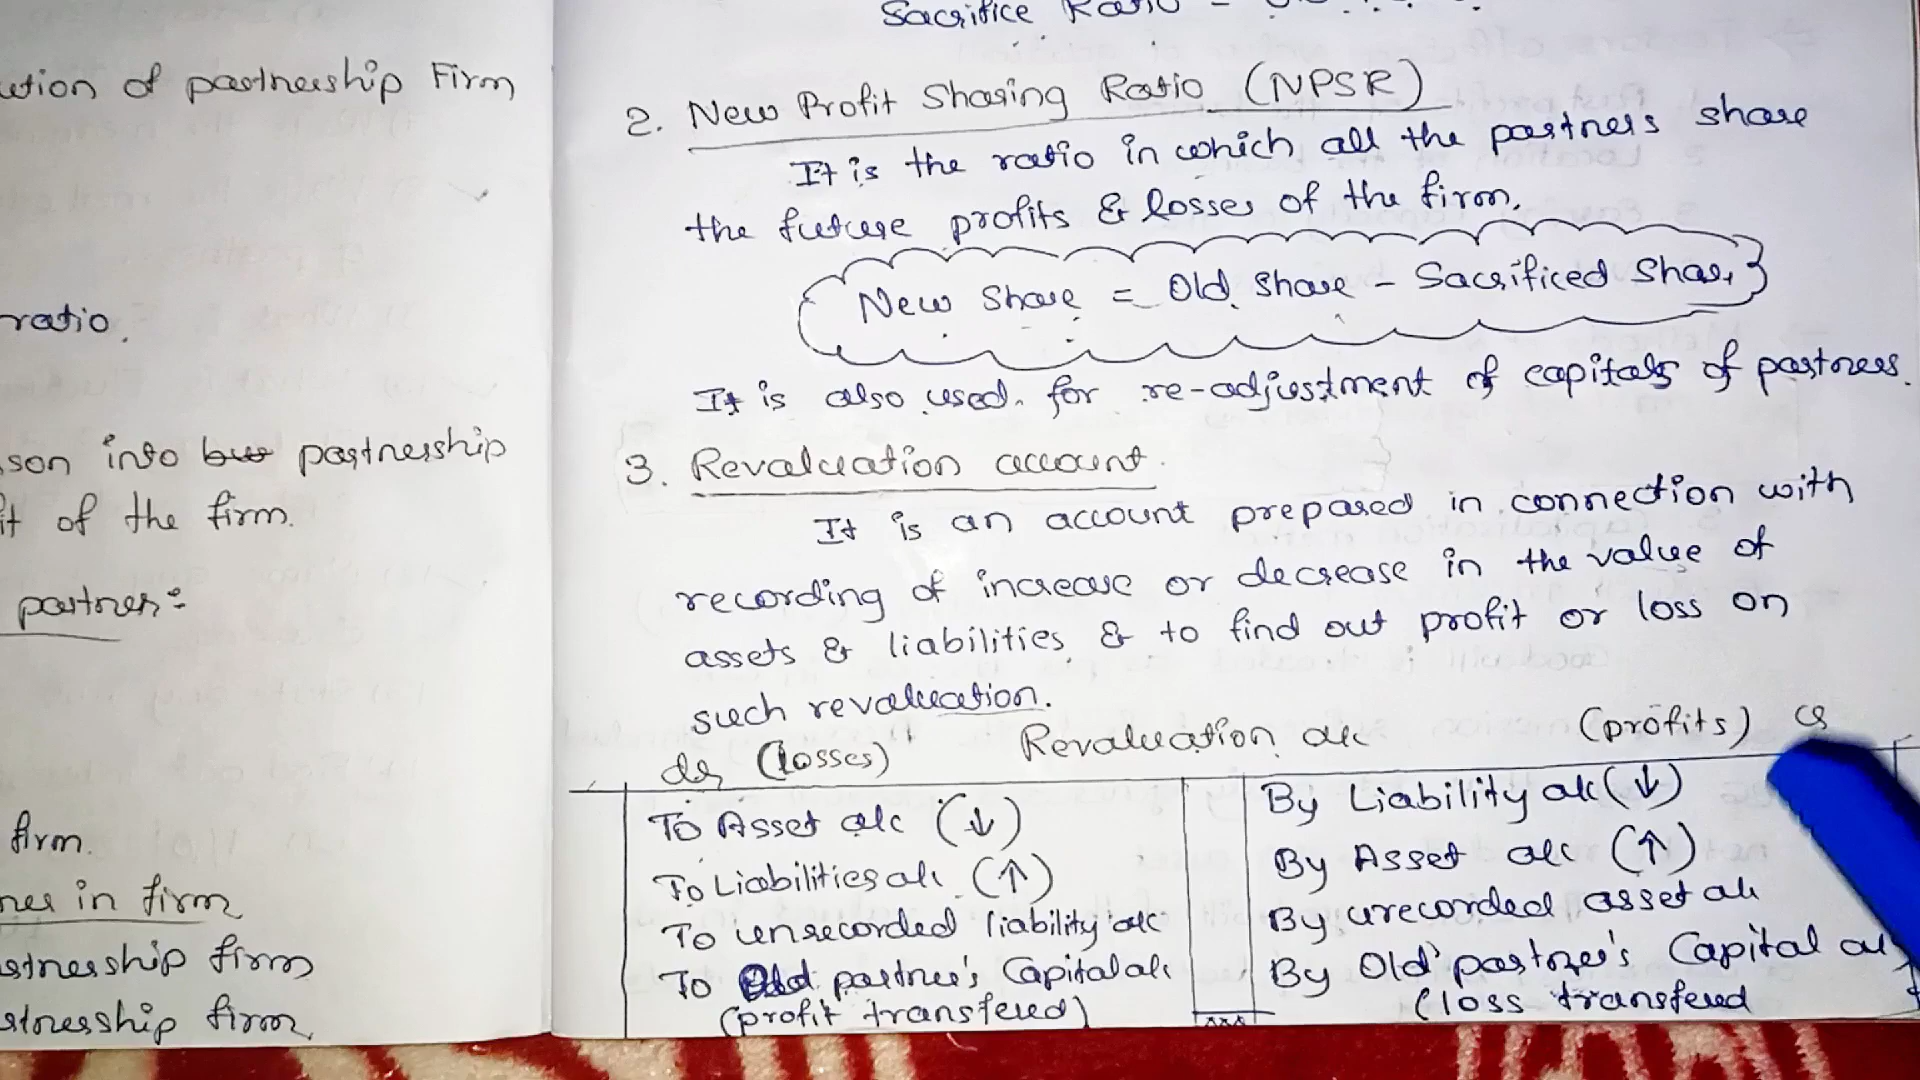 of partnership Firm
ratio.
son into partnership
of the firm.
partner:-
firm.
in firm
partnership firm
partnership firm
Sacrifice Ratio
2. New Profit Sharing Ratio (NPSR)
It is the ratio in which all the partners share
the future profits & losses of the firm.
New Share = Old Share - Sacrificed Share
It is also used for re-adjustment of capitals of partners.
3. Revaluation account.
It is an account prepared in connection with
recording of increase or decrease in the value of
assets & liabilities & to find out profit or loss on
such revaluation.
dr (losses) Revaluation a/c (profits) cr
To Asset a/c (↓)
To Liabilities a/c (↑)
To unrecorded liability a/c
To Old partner's Capital a/c
(profit transfered)
By Liability a/c (↓)
By Asset a/c (↑)
By urecorded asset a/c
By Old partner's Capital a/c
(loss transfered
xxx